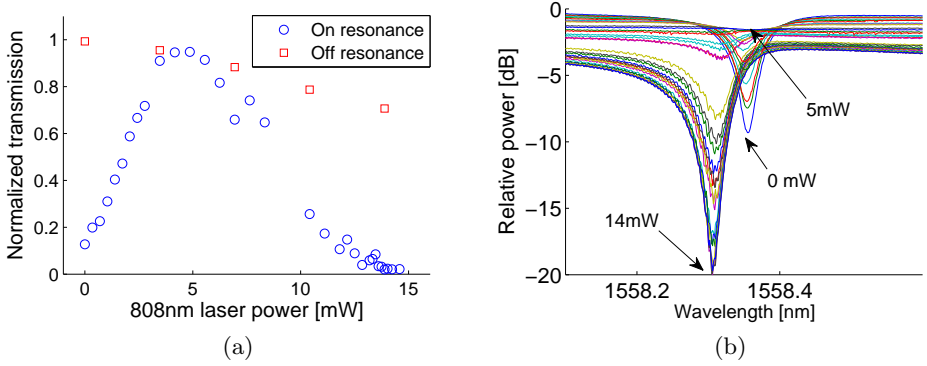 On resonance
Off resonance
Normalized transmission
1
0.8
0.6
0.4
0.2
0
0 5 10 15
808nm laser power [mW]
(a)
Relative power [dB]
0
−5
−10
−15
−20
5mW
0 mW
14mW
1558.2 1558.4
Wavelength [nm]
(b)